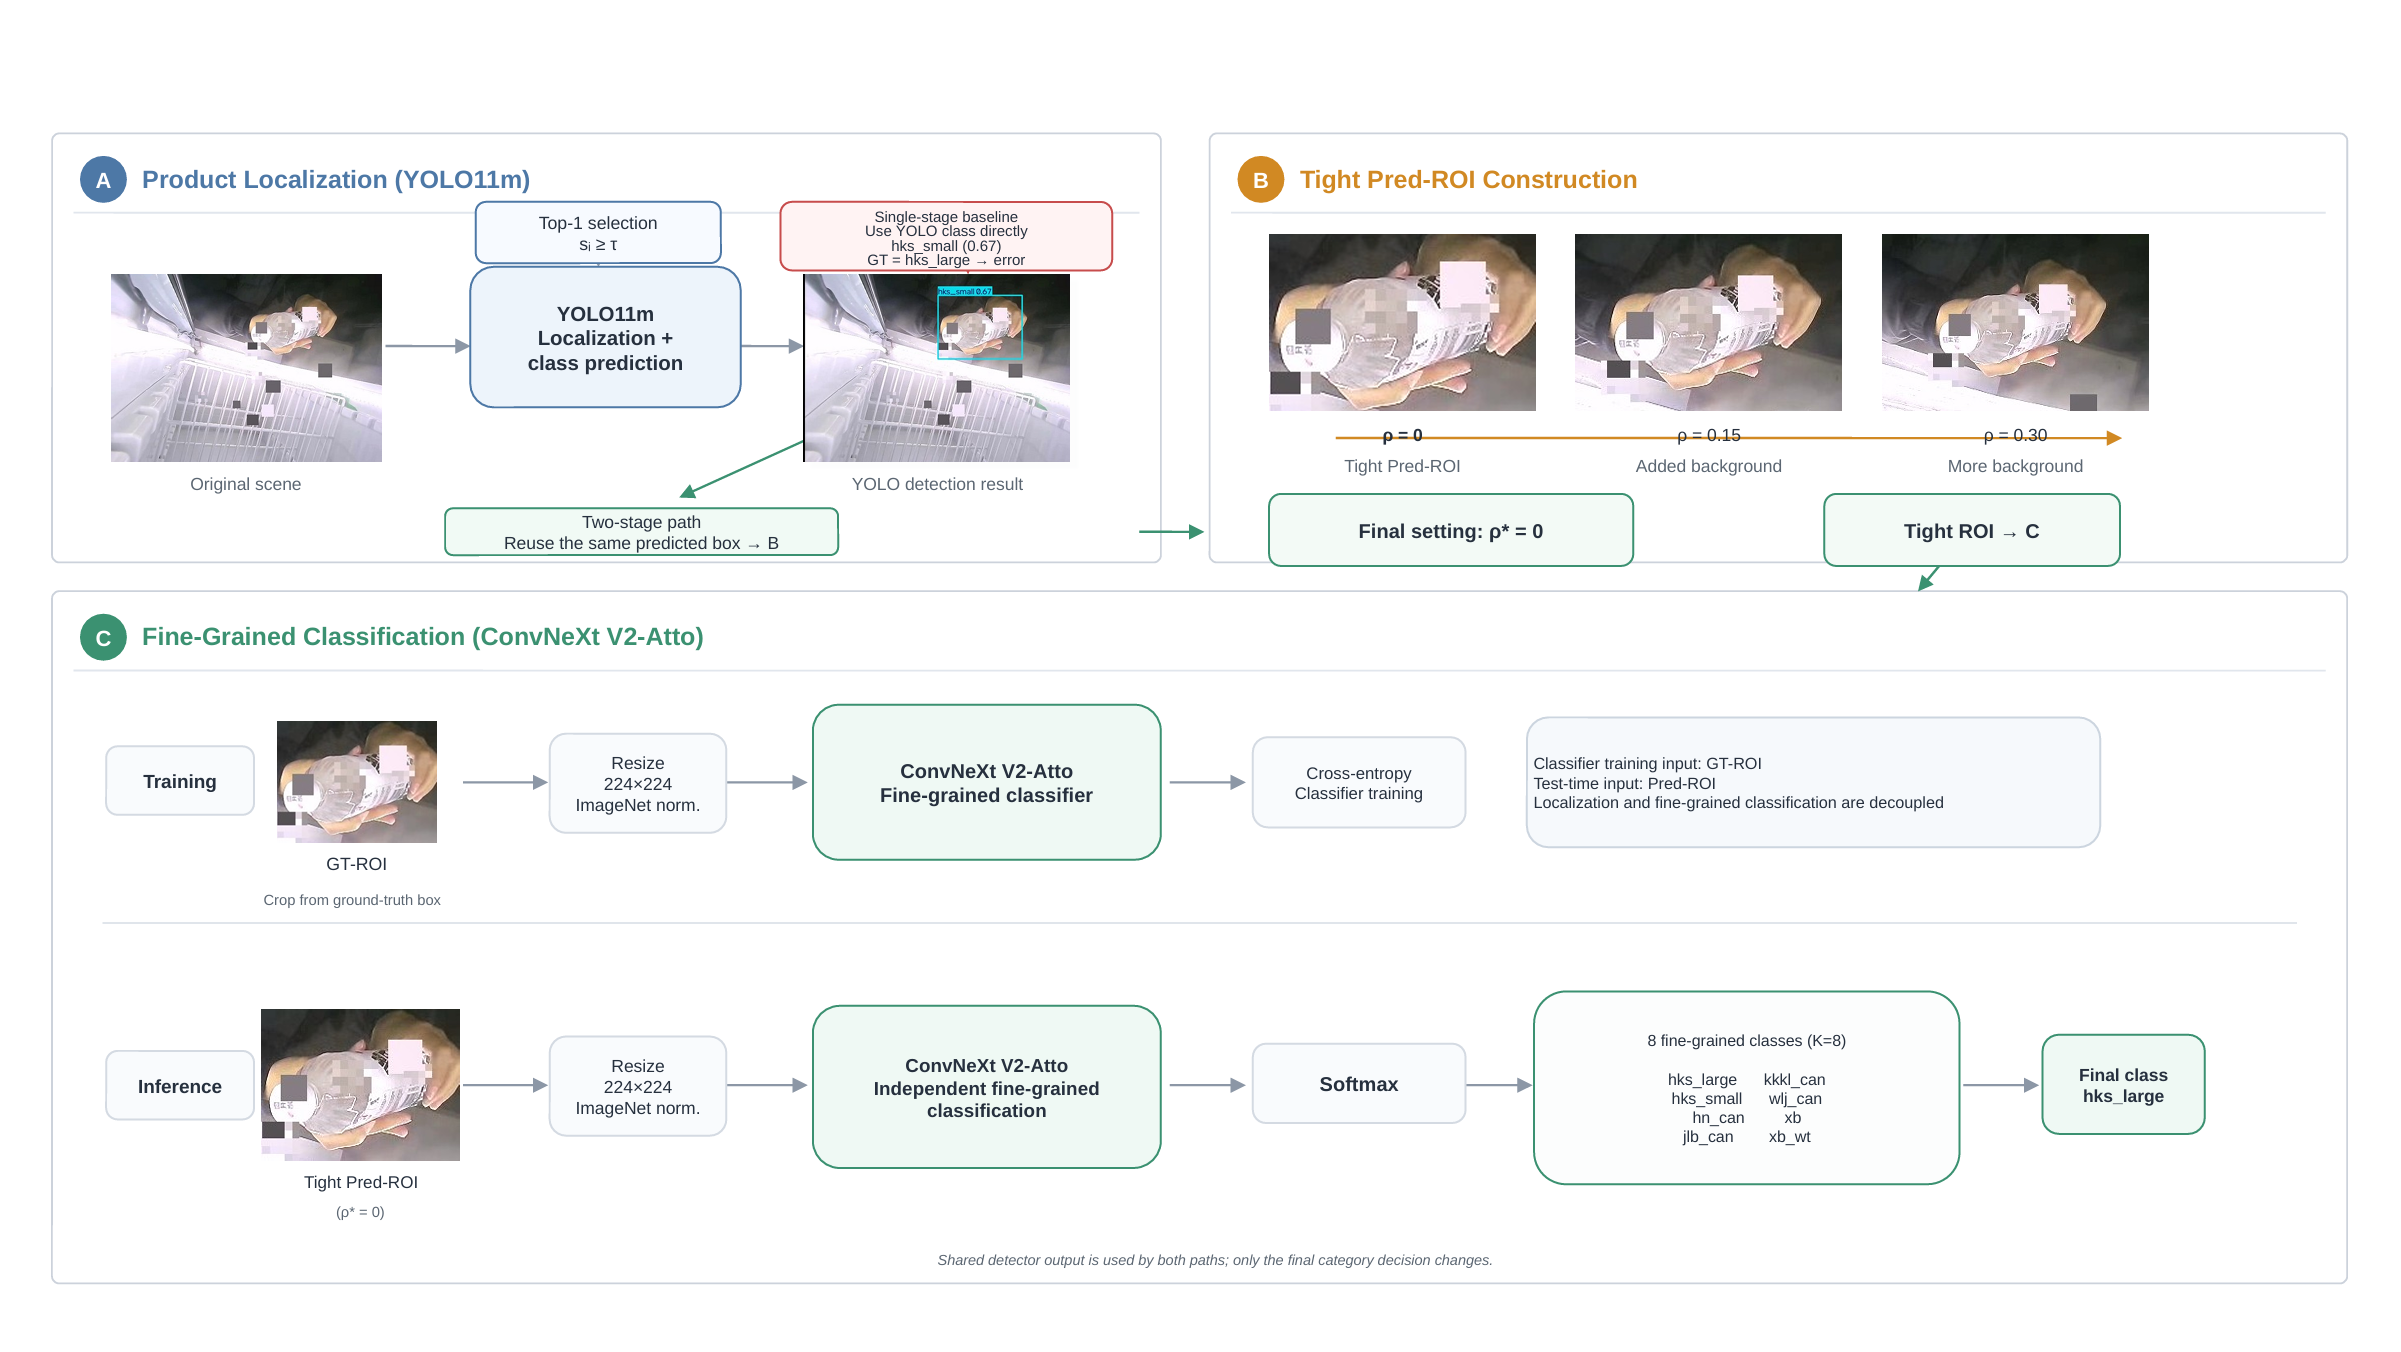 A
Product Localization (YOLO11m)
Top-1 selection
sᵢ ≥ τ
Single-stage baseline
Use YOLO class directly
hks_small (0.67)
GT = hks_large → error
YOLO11m
Localization +
class prediction
hks_small 0.67
Original scene
YOLO detection result
Two-stage path
Reuse the same predicted box → B
B
Tight Pred-ROI Construction
ρ = 0
ρ = 0.15
ρ = 0.30
Tight Pred-ROI
Added background
More background
Final setting: ρ* = 0
Tight ROI → C
C
Fine-Grained Classification (ConvNeXt V2-Atto)
Training
GT-ROI
Crop from ground-truth box
Resize
224×224
ImageNet norm.
ConvNeXt V2-Atto
Fine-grained classifier
Cross-entropy
Classifier training
Classifier training input: GT-ROI
Test-time input: Pred-ROI
Localization and fine-grained classification are decoupled
Inference
Tight Pred-ROI
(ρ* = 0)
Resize
224×224
ImageNet norm.
ConvNeXt V2-Atto
Independent fine-grained
classification
Softmax
8 fine-grained classes (K=8)
hks_large kkkl_can
hks_small wlj_can
hn_can xb
jlb_can xb_wt
Final class
hks_large
Shared detector output is used by both paths; only the final category decision changes.